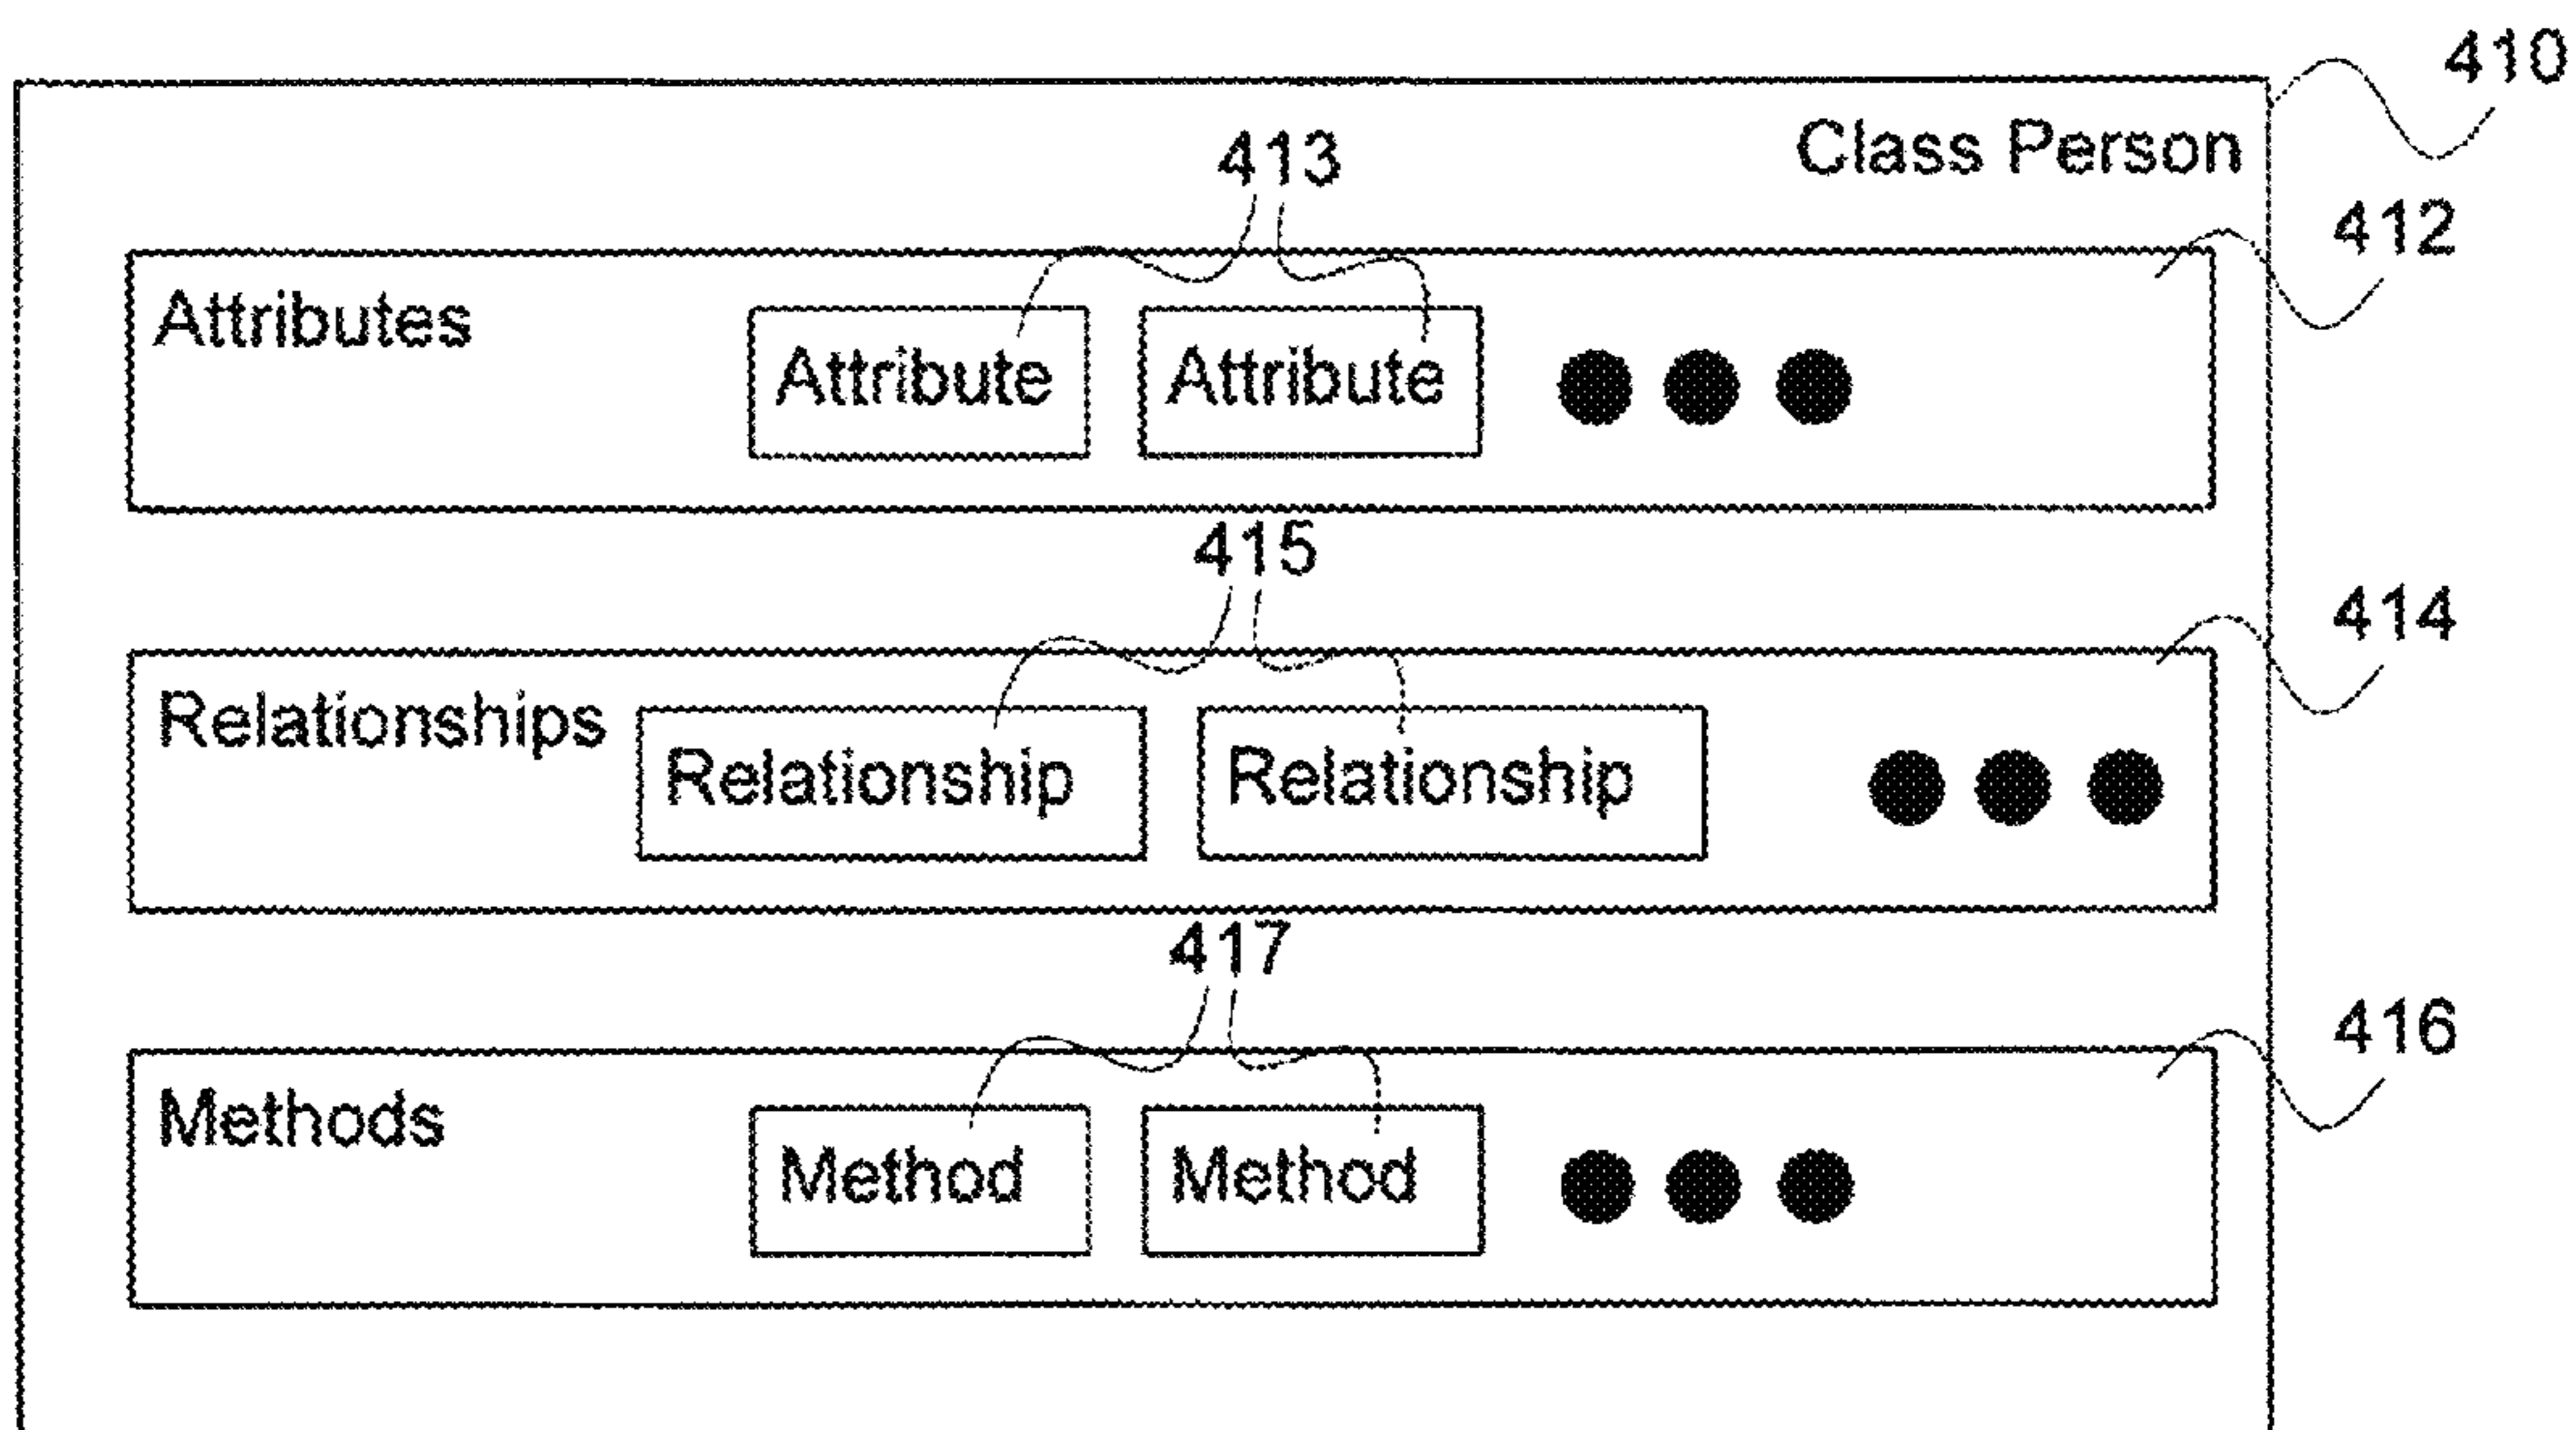 410
Class Person
413
412
Attributes
Attribute
Attribute
415
414
Relationships
Relationship
Relationship
417
416
Methods
Method
Method